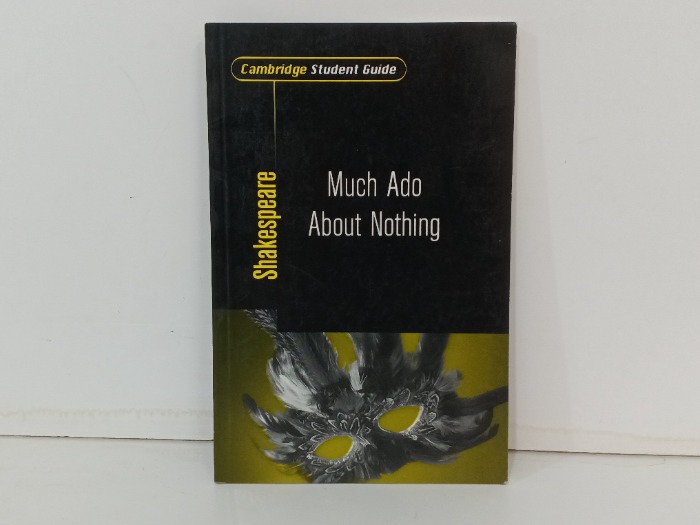 Cambridge Student Guide
Shakespeare
Much Ado
About Nothing